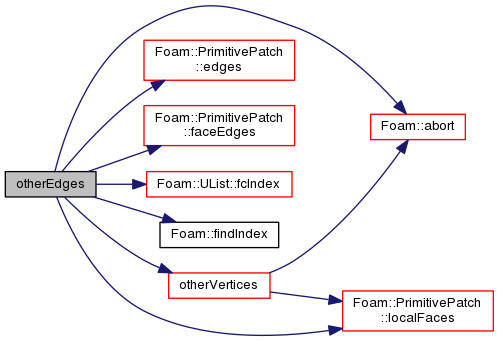 Foam::PrimitivePatch
::edges
Foam::PrimitivePatch
::faceEdges
Foam::abort
otherEdges
Foam::UList::fcIndex
Foam::findIndex
otherVertices
Foam::PrimitivePatch
::localFaces